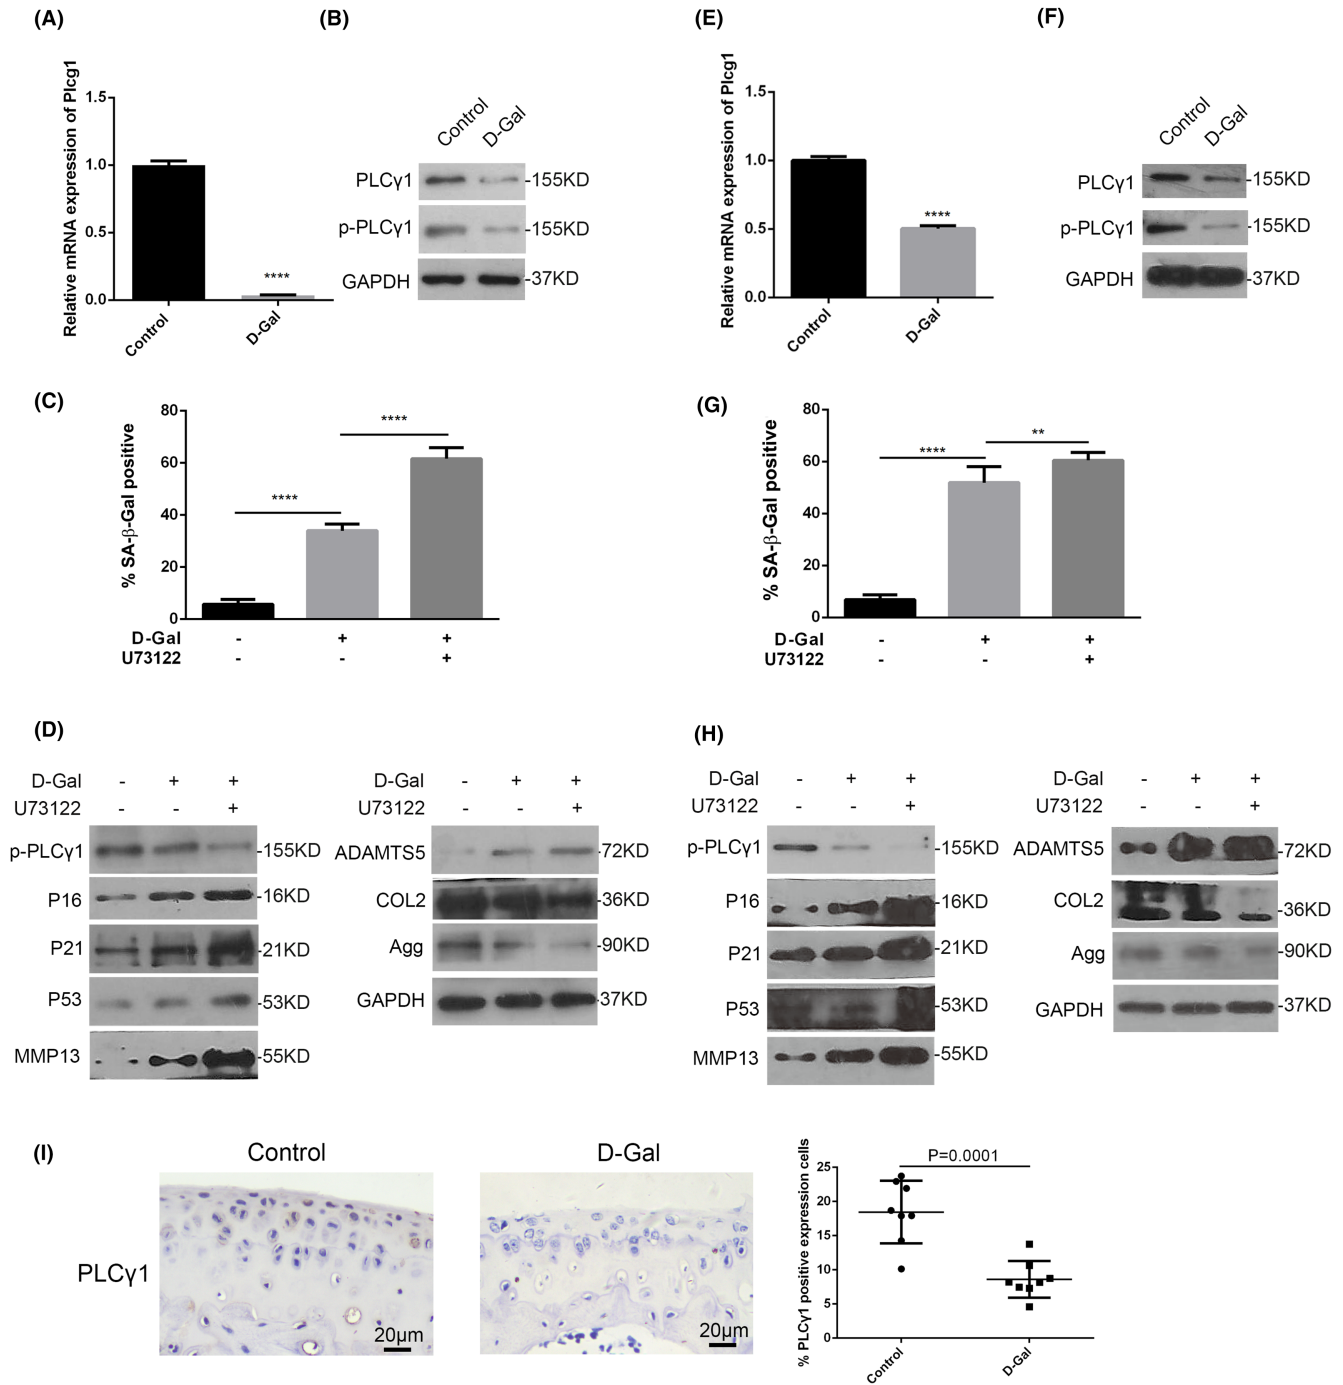 (A)
Relative mRNA expression of Plcg1
1.5
1.0
0.5
0.0
****
Control
D-Gal
(B)
Control
D-Gal
PLCγ1
-155KD
p-PLCγ1
-155KD
GAPDH
-37KD
(E)
Relative mRNA expression of Plcg1
1.5
1.0
0.5
0.0
****
Control
D-Gal
(F)
Control
D-Gal
PLCγ1
-155KD
p-PLCγ1
-155KD
GAPDH
-37KD
(C)
% SA-β-Gal positive
80
60
40
20
0
****
****
D-Gal - + +
U73122 - - +
(G)
% SA-β-Gal positive
80
60
40
20
0
****
**
D-Gal - + +
U73122 - - +
(D)
D-Gal - + +
U73122 - - +
p-PLCγ1 -155KD
P16 -16KD
P21 -21KD
P53 -53KD
MMP13 -55KD
D-Gal - + +
U73122 - - +
ADAMTS5 -72KD
COL2 -36KD
Agg -90KD
GAPDH -37KD
(H)
D-Gal - + +
U73122 - - +
p-PLCγ1 -155KD
P16 -16KD
P21 -21KD
P53 -53KD
MMP13 -55KD
D-Gal - + +
U73122 - - +
ADAMTS5 -72KD
COL2 -36KD
Agg -90KD
GAPDH -37KD
(I)
Control
D-Gal
PLCγ1
20μm
20μm
% PLCγ1 positive expression cells
25
20
15
10
5
0
P=0.0001
Control
D-Gal